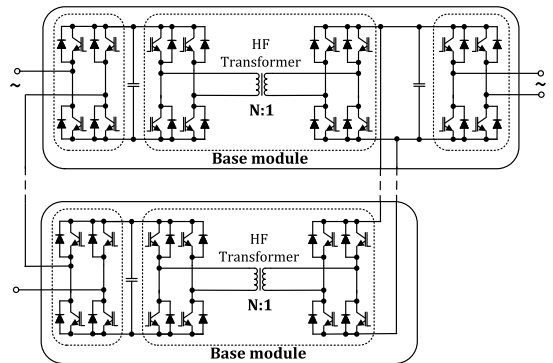 HF
Transformer
N:1
~
~
Base module
HF
Transformer
N:1
Base module